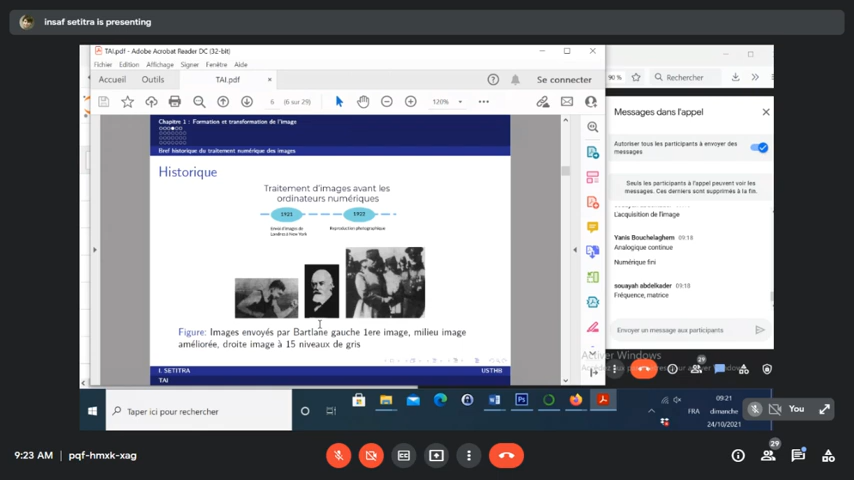 insaf setitra is presenting
TAI.pdf - Adobe Acrobat Reader DC (32-bit)
Fichier Edition Affichage Signer Fenêtre Aide
Accueil Outils TAI.pdf × Se connecter
6 (6 sur 29) 120%
Chapitre 1 : Formation et transformation de l'image
Bref historique du traitement numérique des images
Historique
Traitement d'images avant les
ordinateurs numériques
1921 1922
Envoi d'images de
Londres à New York
Reproduction photographique
Figure: Images envoyés par Bartlane gauche 1ere image, milieu image
améliorée, droite image à 15 niveaux de gris
I. SETITRA USTHB
TAI
90 % Rechercher
Messages dans l'appel
Autoriser tous les participants à envoyer des
messages
Seuls les participants à l'appel peuvent voir les
messages. Ces derniers sont supprimés à la fin.
L'acquisition de l'image
Yanis Bouchelaghem 09:18
Analogique continue
Numérique fini
souayah abdelkader 09:18
Fréquence, matrice
Envoyer un message aux participants
Activer Windows
29
Taper ici pour rechercher
FRA
09:21
dimanche
24/10/2021
You
9:23 AM pqf-hmxk-xag
29